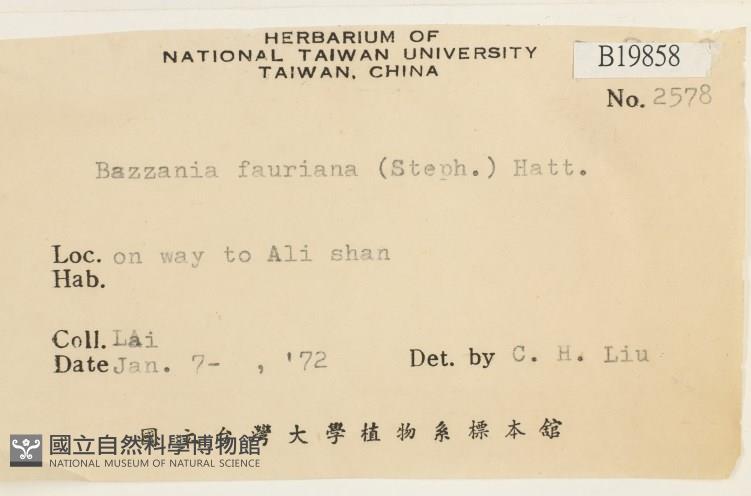 HERBARIUM OF
NATIONAL TAIWAN UNIVERSITY
TAIWAN, CHINA
B19858
No. 2578
Bazzania fauriana (Steph.) Hatt.
Loc. on way to Ali shan
Hab.
Coll. LAi
Date Jan. 7- , '72
Det. by C. H. Liu
國立台灣大學植物系標本館
國立自然科學博物館
NATIONAL MUSEUM OF NATURAL SCIENCE